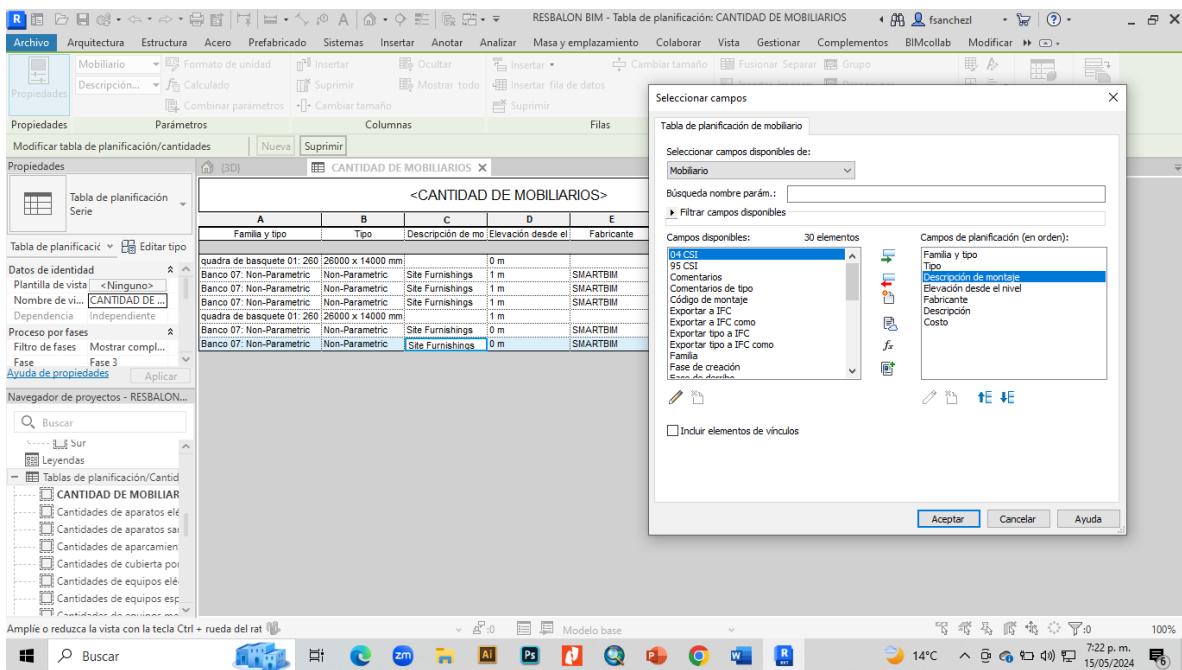 RESBALON BIM - Tabla de planificación: CANTIDAD DE MOBILIARIOS
fsanchezl
Archivo Arquitectura Estructura Acero Prefabricado Sistemas Insertar Anotar Analizar Masa y emplazamiento Colaborar Vista Gestionar Complementos BIMcollab Modificar
Mobiliario Formato de unidad Insertar Ocultar Insertar Cambiar tamaño Fusionar Separar Grupo
Propiedades Descripción... Calculado Suprimir Mostrar todo Insertar fila de datos
Combinar parámetros Cambiar tamaño Suprimir
Propiedades Parámetros Columnas Filas
Modificar tabla de planificación/cantidades Nueva Suprimir
Propiedades
{3D} CANTIDAD DE MOBILIARIOS
Tabla de planificación
Serie
Tabla de planificació Editar tipo
Datos de identidad
Plantilla de vista <Ninguno>
Nombre de vi... CANTIDAD DE ...
Dependencia Independiente
Proceso por fases
Filtro de fases Mostrar compl...
Fase Fase 3
Ayuda de propiedades Aplicar
<CANTIDAD DE MOBILIARIOS>
A B C D E
Familia y tipo Tipo Descripción de mo Elevación desde el Fabricante
quadra de basquete 01: 260 26000 x 14000 mm 0 m
Banco 07: Non-Parametric Non-Parametric Site Furnishings 1 m SMARTBIM
Banco 07: Non-Parametric Non-Parametric Site Furnishings 1 m SMARTBIM
Banco 07: Non-Parametric Non-Parametric Site Furnishings 1 m SMARTBIM
quadra de basquete 01: 260 26000 x 14000 mm 1 m
Banco 07: Non-Parametric Non-Parametric Site Furnishings 0 m SMARTBIM
Banco 07: Non-Parametric Non-Parametric Site Furnishings 0 m SMARTBIM
Navegador de proyectos - RESBALON...
Buscar
Sur
Leyendas
Tablas de planificación/Cantid
CANTIDAD DE MOBILIAR
Cantidades de aparatos elé
Cantidades de aparatos sar
Cantidades de aparcamien
Cantidades de cubierta por
Cantidades de equipos eléc
Cantidades de equipos esp
Seleccionar campos
Tabla de planificación de mobiliario
Seleccionar campos disponibles de:
Mobiliario
Búsqueda nombre parám.:
Filtrar campos disponibles
Campos disponibles: 30 elementos
04 CSI
95 CSI
Comentarios
Comentarios de tipo
Código de montaje
Exportar a IFC
Exportar a IFC como
Exportar tipo a IFC
Exportar tipo a IFC como
Familia
Fase de creación
Fase de derribo
Campos de planificación (en orden):
Familia y tipo
Tipo
Descripción de montaje
Elevación desde el nivel
Fabricante
Descripción
Costo
Incluir elementos de vínculos
Aceptar Cancelar Ayuda
Amplíe o reduzca la vista con la tecla Ctrl + rueda del rat :0 Modelo base :0 100%
Buscar 14°C 7:22 p. m.
15/05/2024